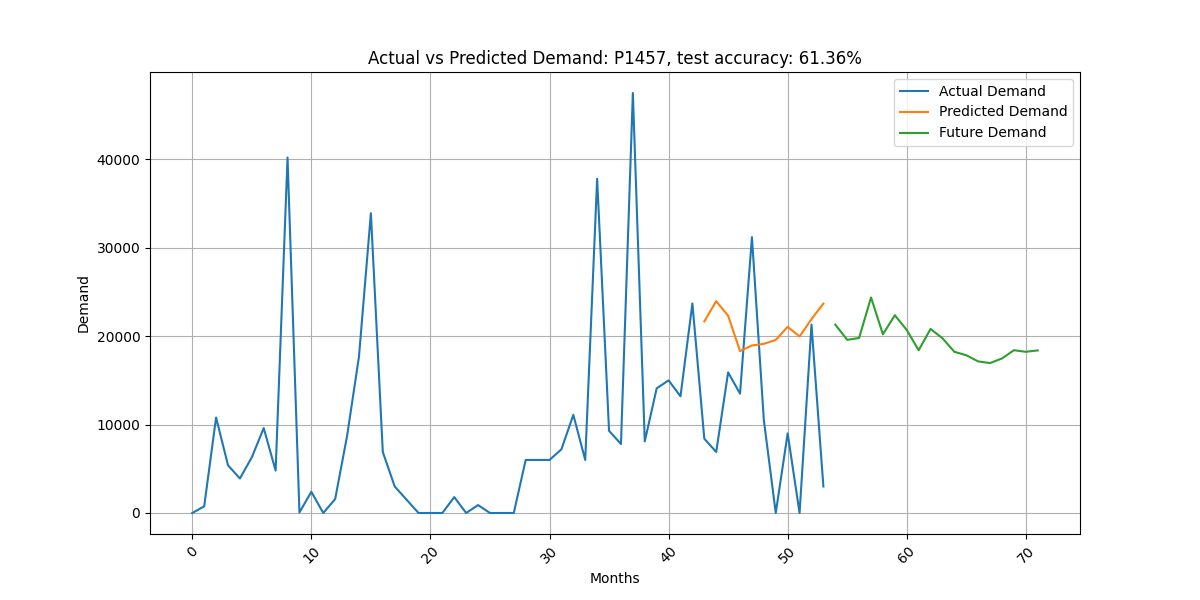 Actual vs Predicted Demand: P1457, test accuracy: 61.36%
Actual Demand
Predicted Demand
Future Demand
40000
30000
20000
10000
0
Demand
0
10
20
30
40
50
60
70
Months